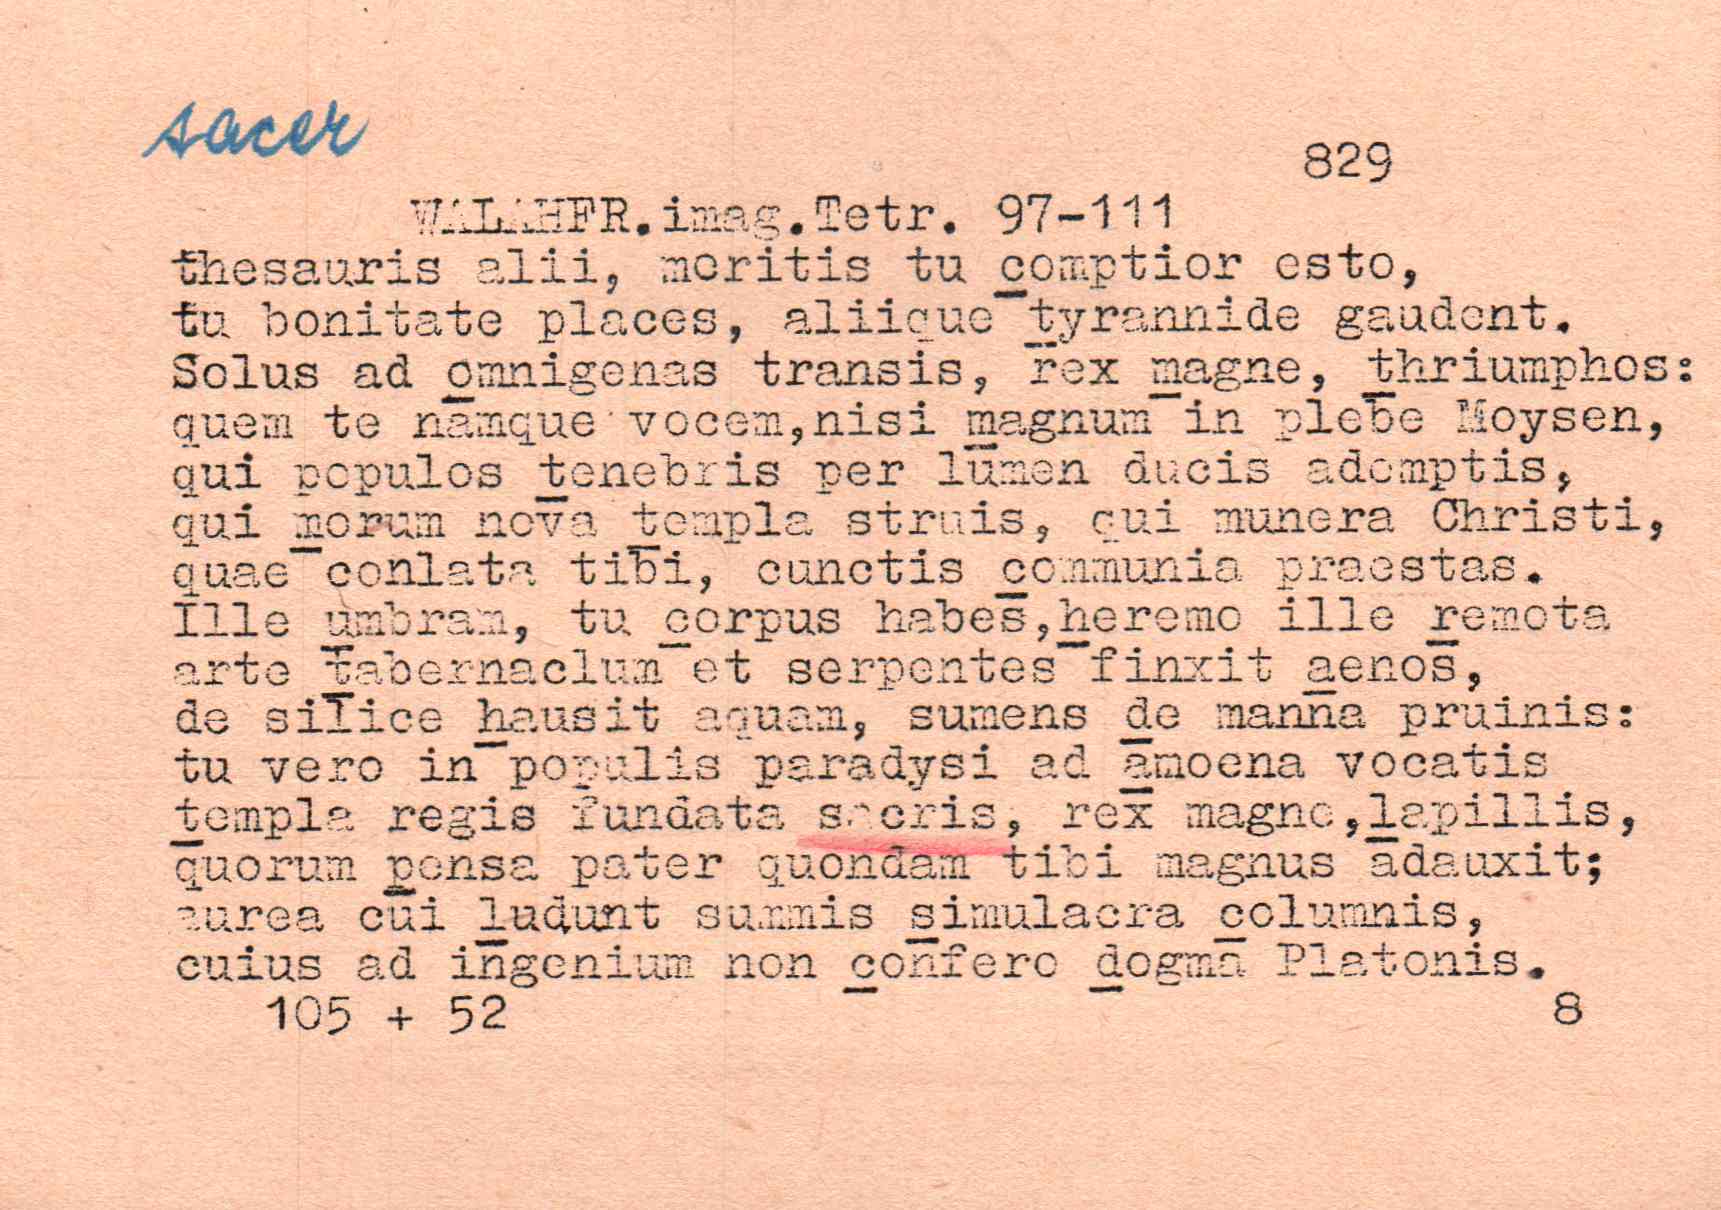 sacer
829
WALAHFR.imag.Tetr. 97-111
thesauris alii, meritis tu comptior esto,
tu bonitate places, aliique tyrannide gaudent.
Solus ad omnigenas transis, rex magne, thriumphos:
quem te namque vocem,nisi magnum in plebe Moysen,
qui populos tenebris per lumen ducis ademptis,
qui morum nova templa struis, qui munera Christi,
quae conlata tibi, cunctis communia praestas.
Ille umbram, tu corpus habes,heremo ille remota
arte tabernaclum et serpentes finxit aenos,
de silice hausit aquam, sumens de manna pruinis:
tu vero in populis paradysi ad amoena vocatis
templa regis fundata sacris, rex magne,lapillis,
quorum pensa pater quondam tibi magnus adauxit;
aurea cui ludunt summis simulacra columnis,
cuius ad ingenium non confero dogma Platonis.
105 + 52 8